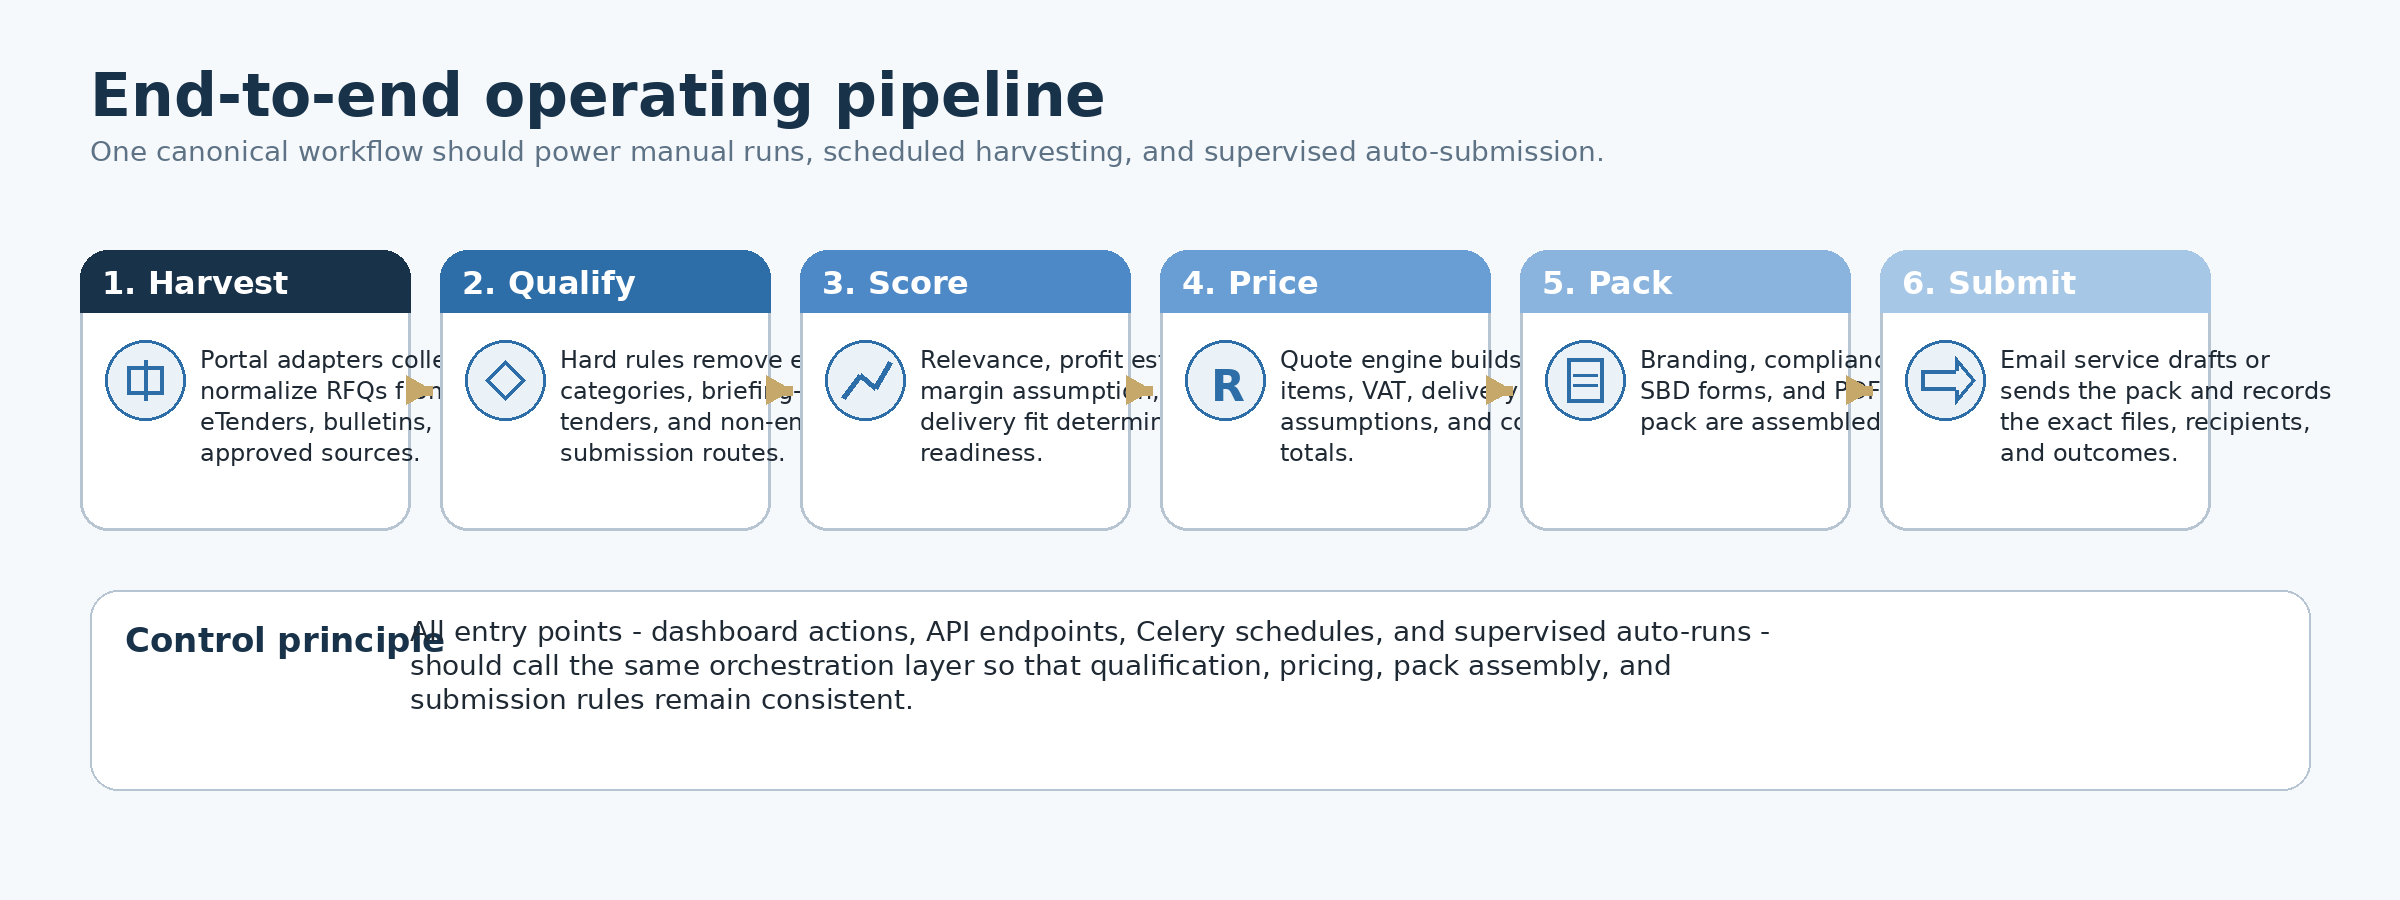 End-to-end operating pipeline
One canonical workflow should power manual runs, scheduled harvesting, and supervised auto-submission.
1. Harvest
Portal adapters
normalize RFQs from
eTenders, bulletins,
approved sources.
2. Qualify
Hard rules remove
categories,
tenders, and
submission routes.
3. Score
Relevance, profit
margin
delivery fit
readiness.
4. Price
R
Quote engine builds
items, VAT, delivery
assumptions, and
totals.
5. Pack
Branding,
SBD forms, and PDF
pack are assembled
6. Submit
Email service drafts or
sends the pack and records
the exact files, recipients,
and outcomes.
Control principle
All entry points - dashboard actions, API endpoints, Celery schedules, and supervised auto-runs -
should call the same orchestration layer so that qualification, pricing, pack assembly, and
submission rules remain consistent.